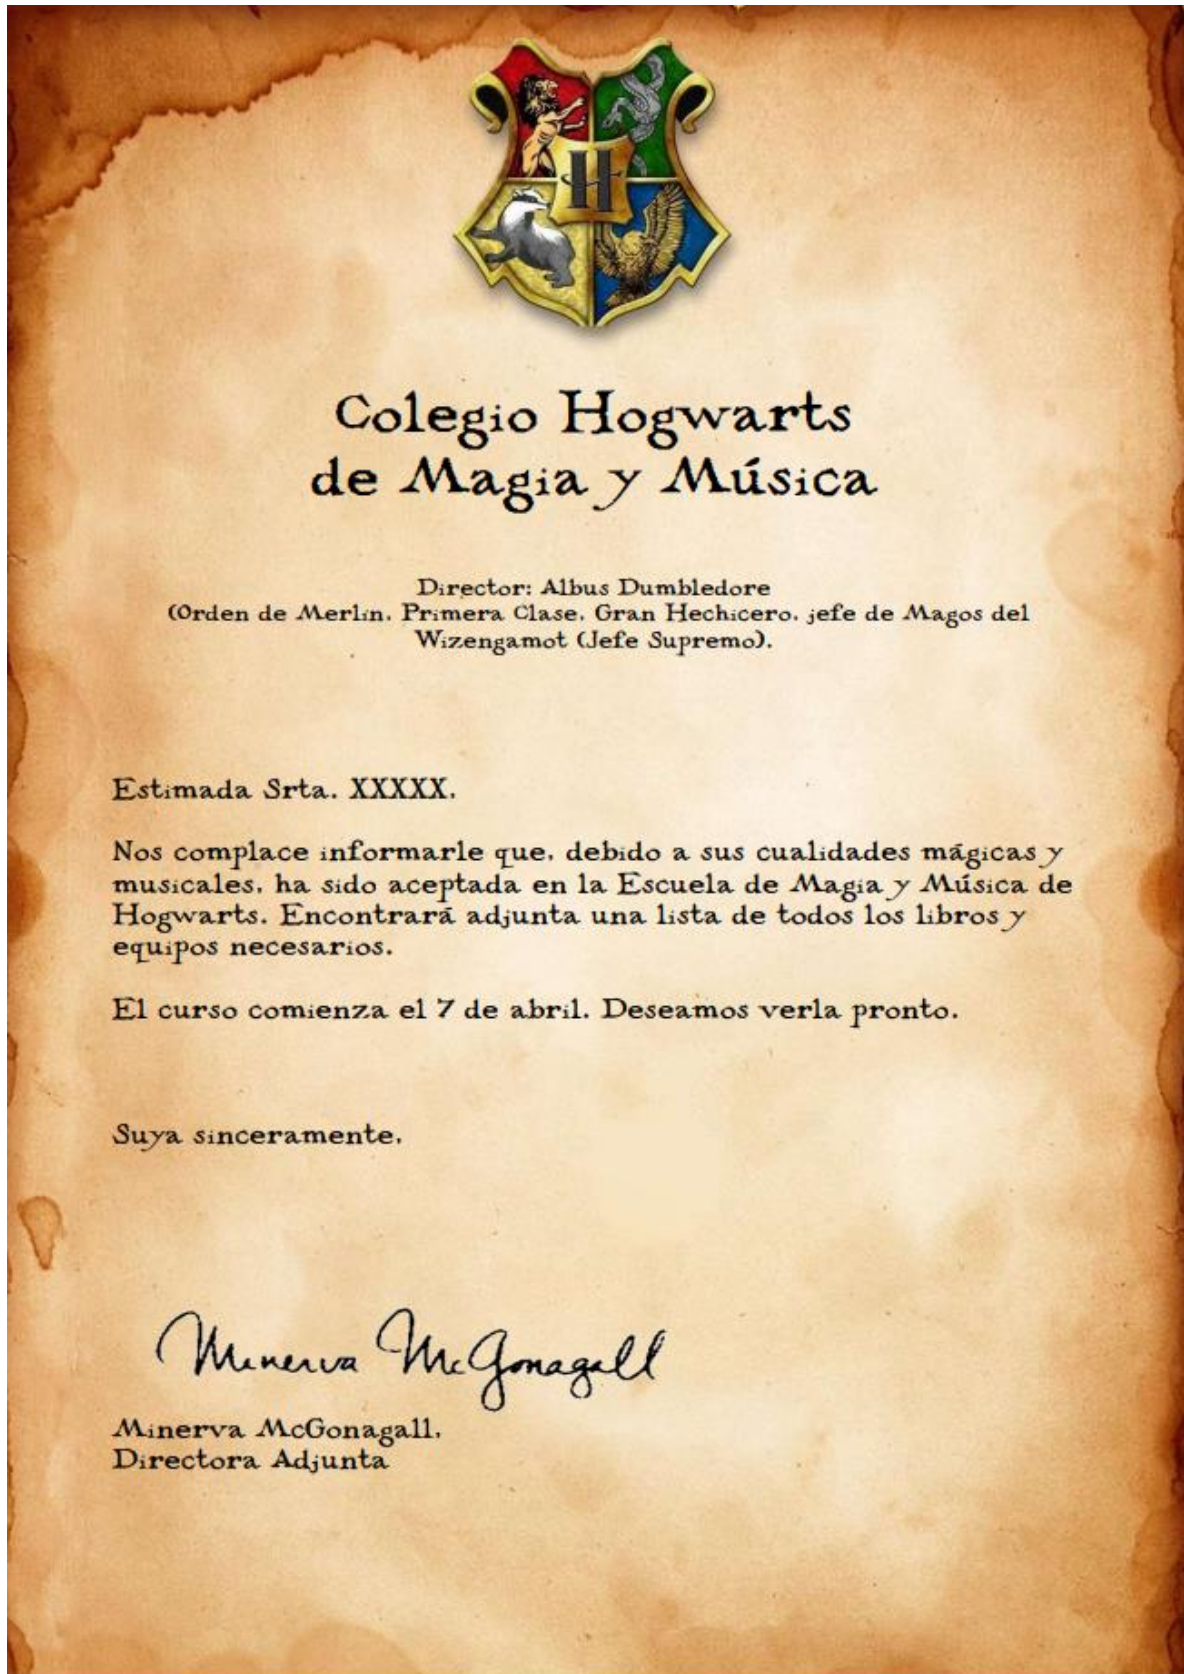 H
Colegio Hogwarts
de Magia y Música
Director: Albus Dumbledore
(Orden de Merlín, Primera Clase, Gran Hechicero, jefe de Magos del
Wizengamot (Jefe Supremo).
Estimada Srta. XXXXX,
Nos complace informarle que, debido a sus cualidades mágicas y
musicales, ha sido aceptada en la Escuela de Magia y Música de
Hogwarts. Encontrará adjunta una lista de todos los libros y
equipos necesarios.
El curso comienza el 7 de abril. Deseamos verla pronto.
Suya sinceramente,
Minerva McGonagall
Minerva McGonagall,
Directora Adjunta